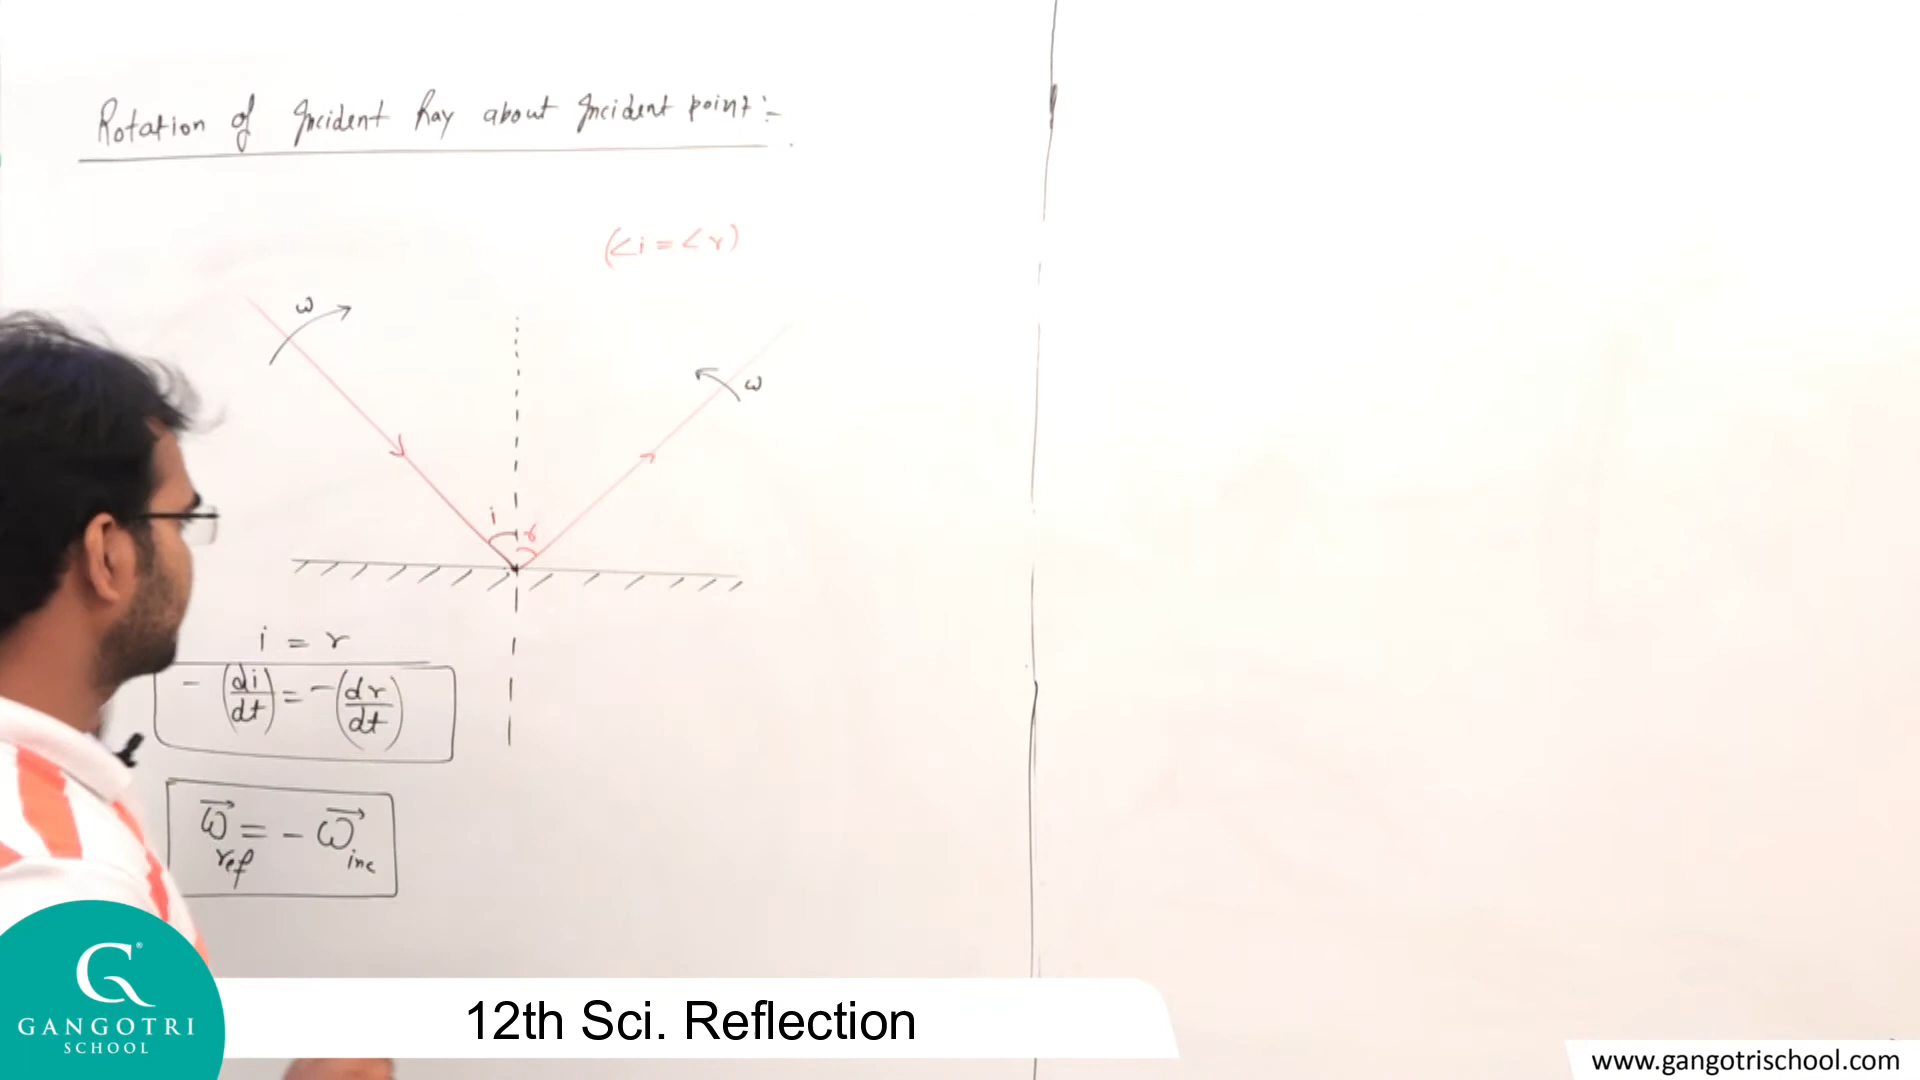 Rotation of Incident Ray about Incident point :-
(∠i = ∠r)
ω
ω
i
r
i = r
- (di/dt) = - (dr/dt)
ω⃗ref = - ω⃗inc
G®
GANGOTRI
SCHOOL
12th Sci. Reflection
www.gangotrischool.com